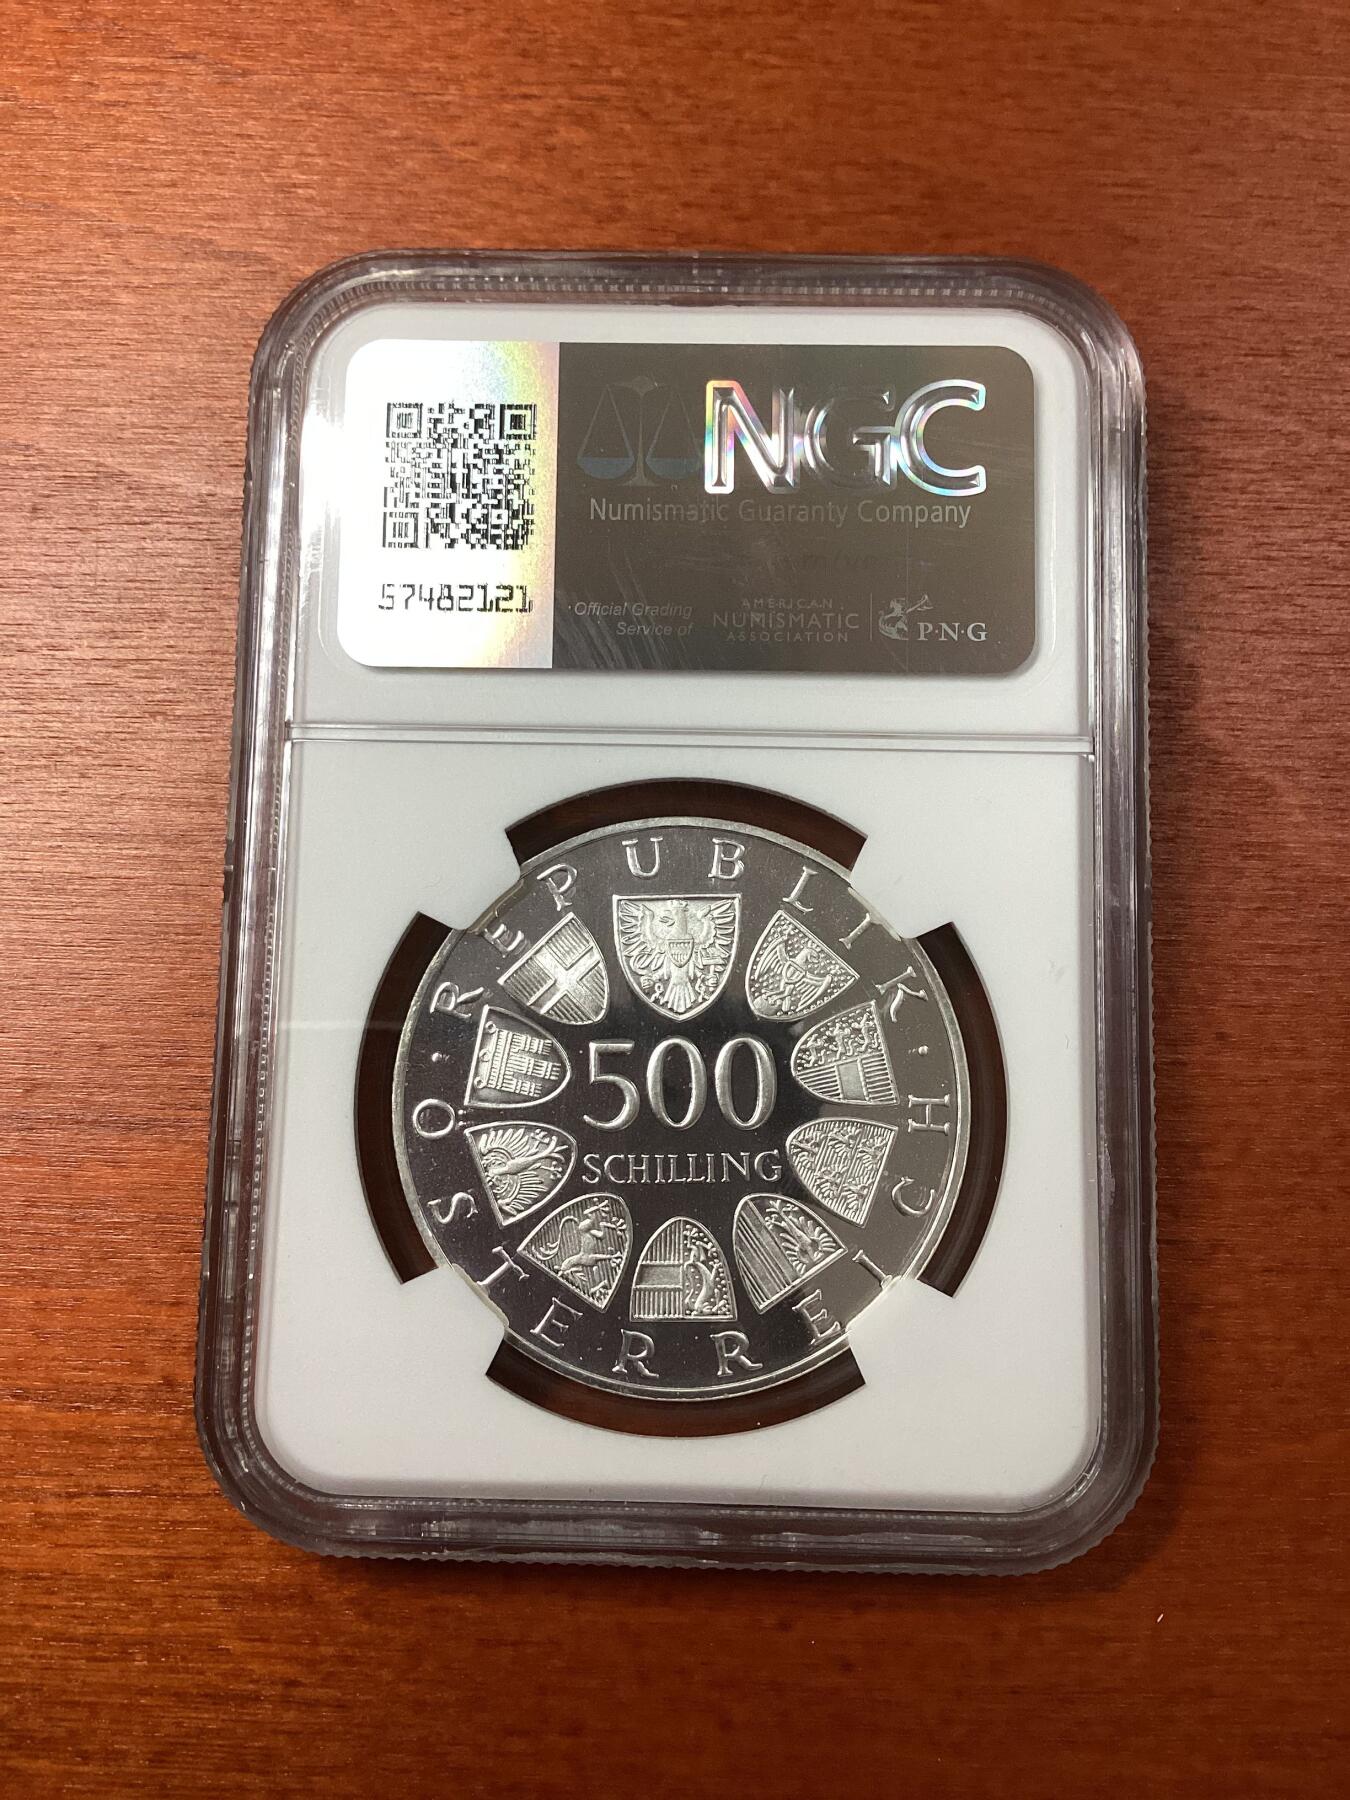 NGC
Numismatic Guaranty Company
57482121
Official Grading
Service of
AMERICAN
NUMISMATIC
ASSOCIATION
P·N·G
REPUBLIK · ÖSTERREICH ·
500
SCHILLING